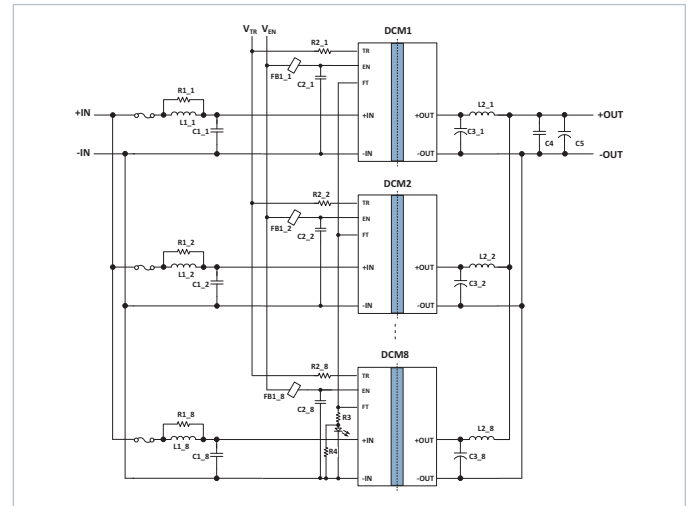 VTR VEN
DCM1
R2_1
TR
EN
FB1_1
C2_1
FT
R1_1
L2_1
+IN
L1_1
C1_1
+IN
+OUT
C3_1
C4
C5
+OUT
-IN
-IN
-OUT
-OUT
DCM2
R2_2
TR
EN
FB1_2
C2_2
FT
R1_2
L2_2
L1_2
C1_2
+IN
+OUT
C3_2
-IN
-OUT
DCM8
R2_8
TR
EN
FB1_8
C2_8
FT
R3
R1_8
L2_8
L1_8
C1_8
R4
+IN
+OUT
C3_8
-IN
-OUT